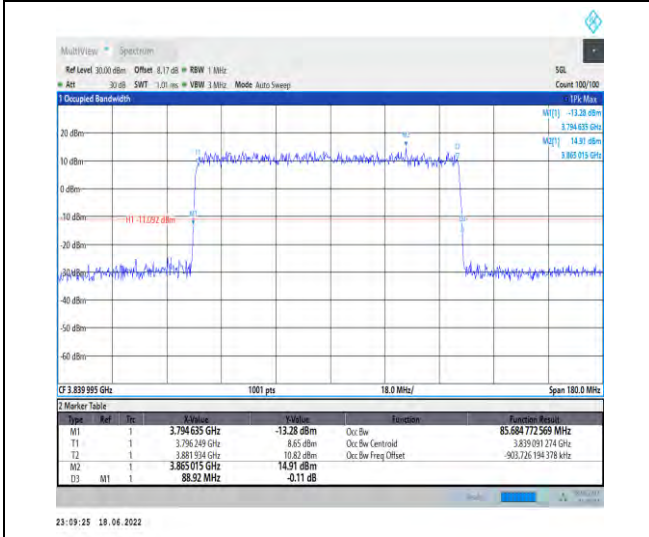 MultiView Spectrum
Ref Level 30.00 dBm Offset 8.17 dB RBW 1 MHz SGL
Att 30 dB SWT 1.01 ms VBW 3 MHz Mode Auto Sweep Count 100/100
1 Occupied Bandwidth 1Pk Max
M1[1] -13.28 dBm
3.794 635 GHz
M2[1] 14.91 dBm
3.865 015 GHz
20 dBm
10 dBm
0 dBm
-10 dBm
H1 -11.092 dBm
-20 dBm
-30 dBm
-40 dBm
-50 dBm
-60 dBm
CF 3.839 995 GHz 1001 pts 18.0 MHz/ Span 180.0 MHz
2 Marker Table
Type Ref Trc X-Value Y-Value Function Function Result
M1 1 3.794 635 GHz -13.28 dBm Occ Bw 85.684 772 569 MHz
T1 1 3.796 249 GHz 8.65 dBm Occ Bw Centroid 3.839 091 274 GHz
T2 1 3.881 934 GHz 10.82 dBm Occ Bw Freq Offset -903.726 194 378 kHz
M2 1 3.865 015 GHz 14.91 dBm
D3 M1 1 88.92 MHz -0.11 dB
23:09:25 18.06.2022